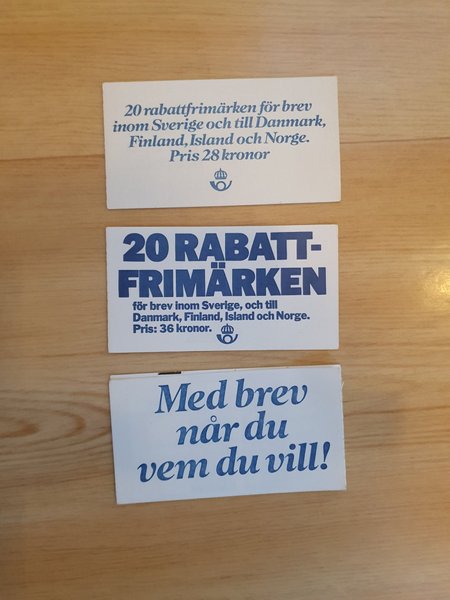 20 rabattfrimärken för brev
inom Sverige och till Danmark,
Finland, Island och Norge.
Pris 28 kronor
20 RABATT-
FRIMÄRKEN
för brev inom Sverige, och till
Danmark, Finland, Island och Norge.
Pris: 36 kronor.
Med brev
når du
vem du vill!